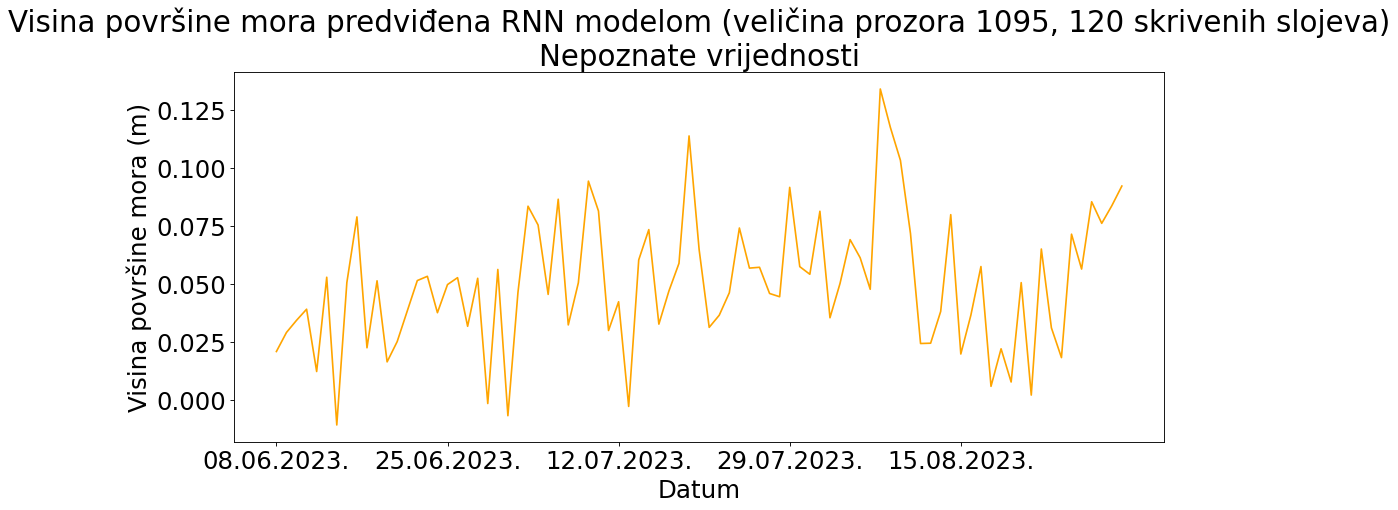 Visina površine mora predviđena RNN modelom (veličina prozora 1095, 120 skrivenih slojeva)
Nepoznate vrijednosti
Visina površine mora (m)
0.125
0.100
0.075
0.050
0.025
0.000
08.06.2023. 25.06.2023. 12.07.2023. 29.07.2023. 15.08.2023.
Datum